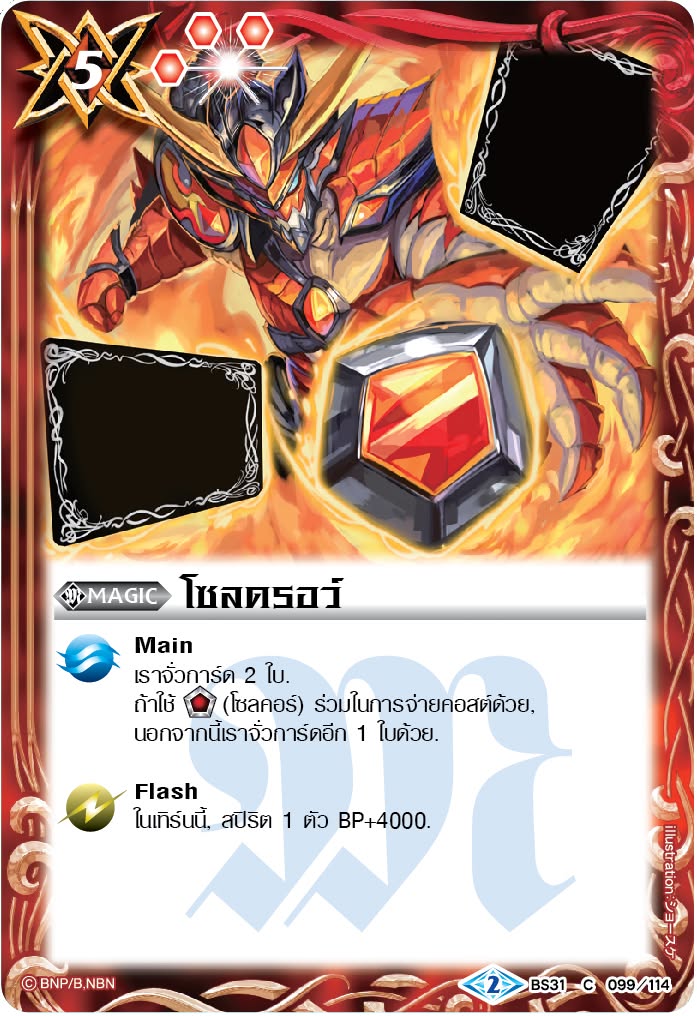 5
MAGIC โซลดรอว์
Main
เราจั่วการ์ด 2 ใบ.
ถ้าใช้ (โซลคอร์) ร่วมในการจ่ายคอสต์ด้วย,
นอกจากนี้เราจั่วการ์ดอีก 1 ใบด้วย.
Flash
ในเทิร์นนี้, สปิริต 1 ตัว BP+4000.
illustration:ショースケ
©BNP/B,NBN
2 BS31 C 099/114